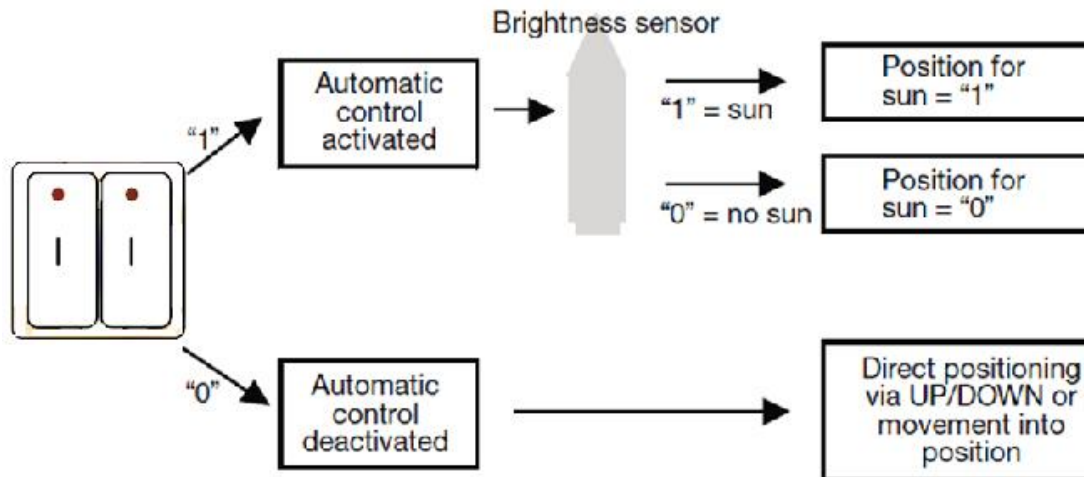 Brightness sensor
Automatic
control
activated
“1”
“1” = sun
Position for
sun = “1”
“0” = no sun
Position for
sun = “0”
“0”
Automatic
control
deactivated
Direct positioning
via UP/DOWN or
movement into
position